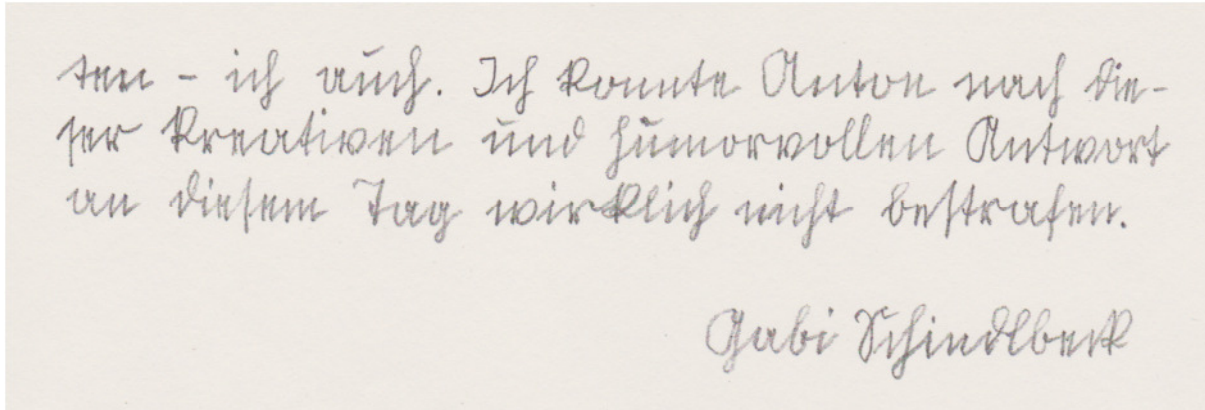 ten - ich auch. Ich konnte Anton nach die-
ser kreativen und humorvollen Antwort
an diesem Tag wirklich nicht bestrafen.
Gabi Schindlbeck